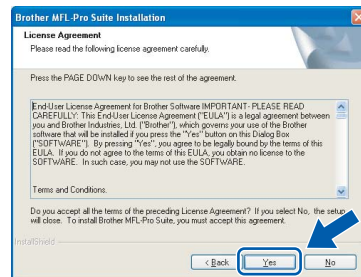 Brother MFL-Pro Suite Installation
License Agreement
Please read the following license agreement carefully.
Press the PAGE DOWN key to see the rest of the agreement.
End-User License Agreement for Brother Software IMPORTANT- PLEASE READ
CAREFULLY: This End-User License Agreement ("EULA") is a legal agreement between
you and Brother Industries, Ltd. ("Brother"), which governs your use of the Brother
software that will be installed if you press the "Yes" button on this Dialog Box
("SOFTWARE"). By pressing "Yes", you agree to be legally bound by the terms of this
EULA. If you do not agree to the terms of this EULA, you obtain no license to the
SOFTWARE. In such case, you may not use the SOFTWARE.
Terms and Conditions.
Do you accept all the terms of the preceding License Agreement? If you select No, the setup
will close. To install Brother MFL-Pro Suite, you must accept this agreement.
InstallShield
< Back Yes No